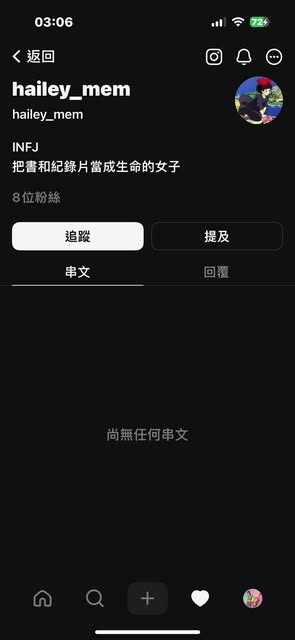 03:06
72
返回
hailey_mem
hailey_mem
INFJ
把書和紀錄片當成生命的女子
8位粉絲
追蹤
提及
串文
回覆
尚無任何串文